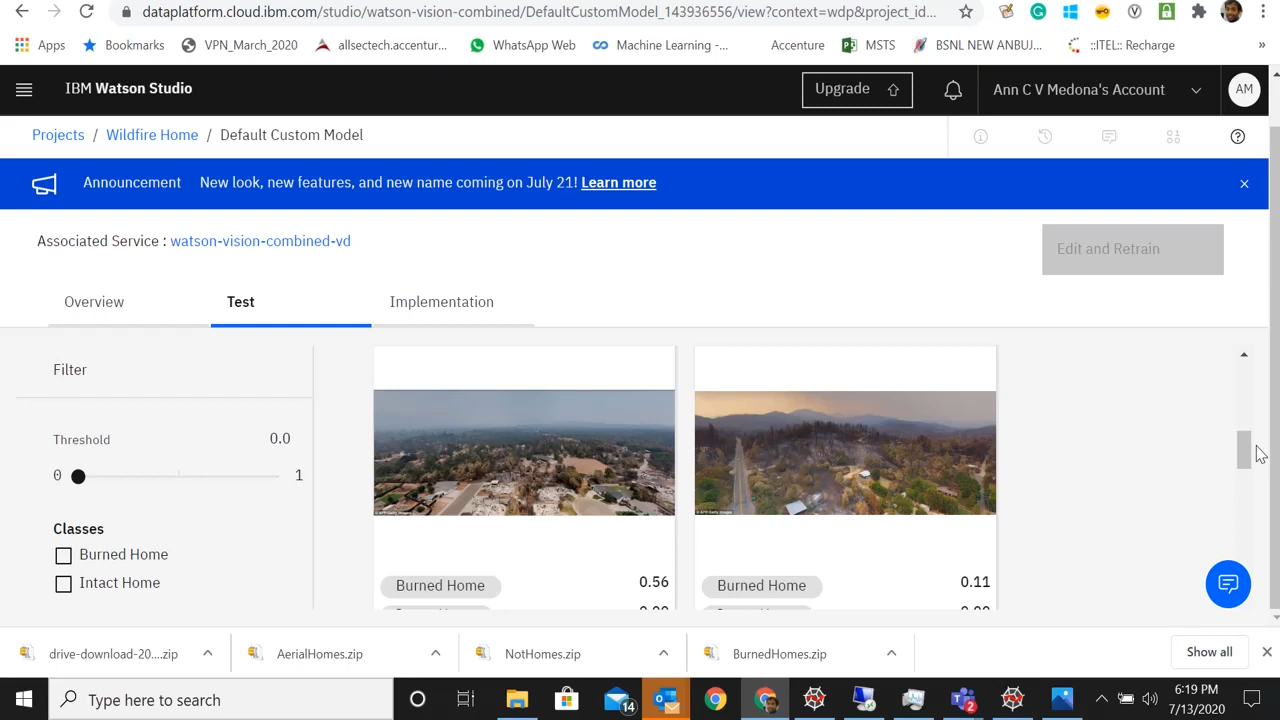 dataplatform.cloud.ibm.com/studio/watson-vision-combined/DefaultCustomModel_143936556/view?context=wdp&project_id...
Apps
Bookmarks
VPN_March_2020
allsectech.accentur...
WhatsApp Web
Machine Learning -...
Accenture
MSTS
BSNL NEW ANBUJ...
::ITEL:: Recharge
»
IBM Watson Studio
Upgrade
Ann C V Medona's Account
AM
Projects / Wildfire Home / Default Custom Model
Announcement New look, new features, and new name coming on July 21! Learn more
Associated Service : watson-vision-combined-vd
Edit and Retrain
Overview
Test
Implementation
Filter
Threshold 0.0
0 1
Classes
Burned Home
Intact Home
Burned Home 0.56
Burned Home 0.11
drive-download-20....zip
AerialHomes.zip
NotHomes.zip
BurnedHomes.zip
Show all
Type here to search
14
2
6:19 PM
7/13/2020